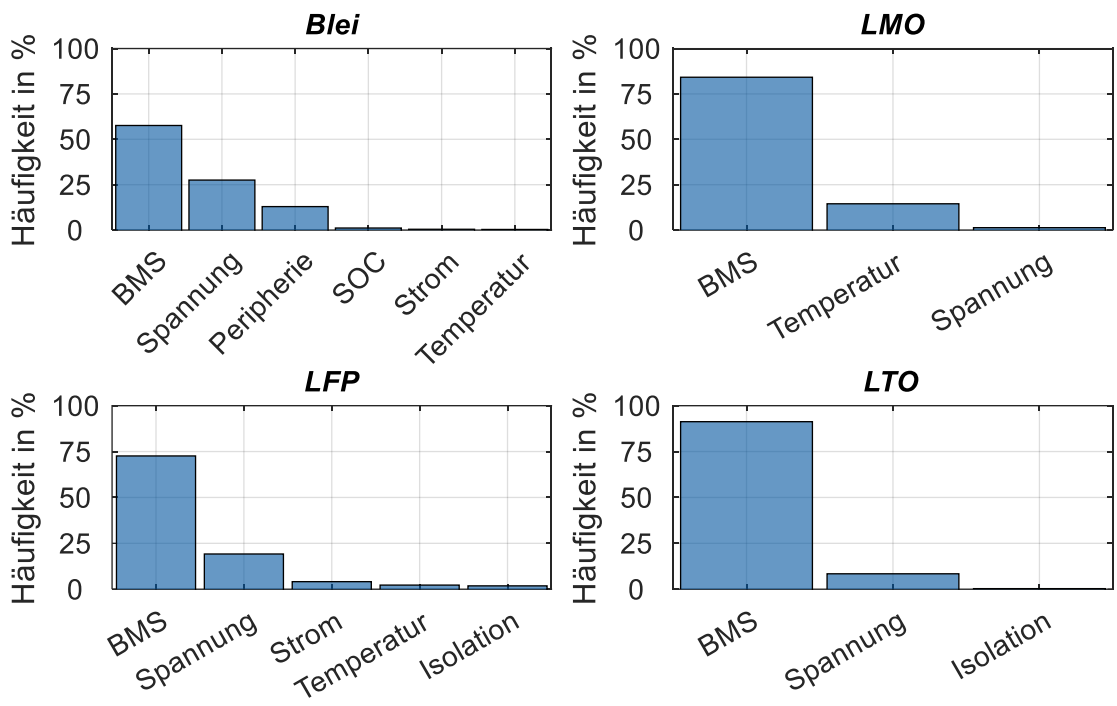 Blei
Häufigkeit in %
100
75
50
25
0
BMS
Spannung
Peripherie
SOC
Strom
Temperatur
LMO
Häufigkeit in %
100
75
50
25
0
BMS
Temperatur
Spannung
LFP
Häufigkeit in %
100
75
50
25
0
BMS
Spannung
Strom
Temperatur
Isolation
LTO
Häufigkeit in %
100
75
50
25
0
BMS
Spannung
Isolation